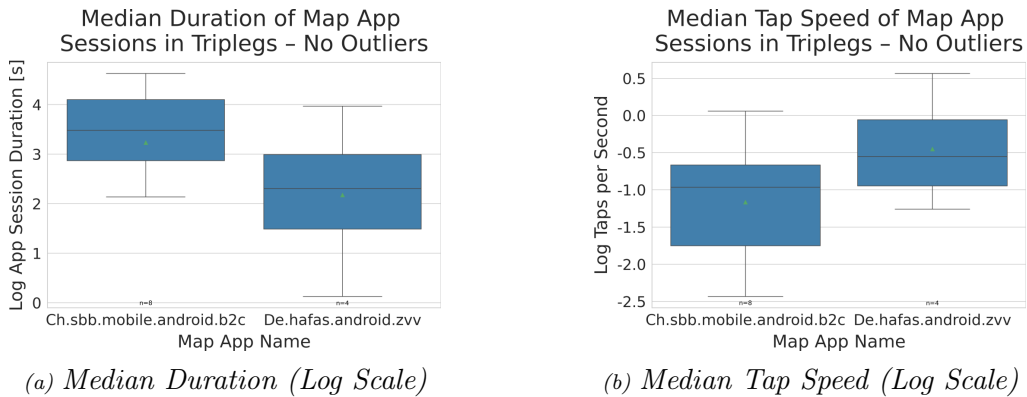 Median Duration of Map App
Sessions in Triplegs – No Outliers
Log App Session Duration [s]
4
3
2
1
0
n=8
n=4
Ch.sbb.mobile.android.b2c
De.hafas.android.zvv
Map App Name
(a) Median Duration (Log Scale)
Median Tap Speed of Map App
Sessions in Triplegs – No Outliers
Log Taps per Second
0.5
0.0
-0.5
-1.0
-1.5
-2.0
-2.5
n=8
n=4
Ch.sbb.mobile.android.b2c
De.hafas.android.zvv
Map App Name
(b) Median Tap Speed (Log Scale)